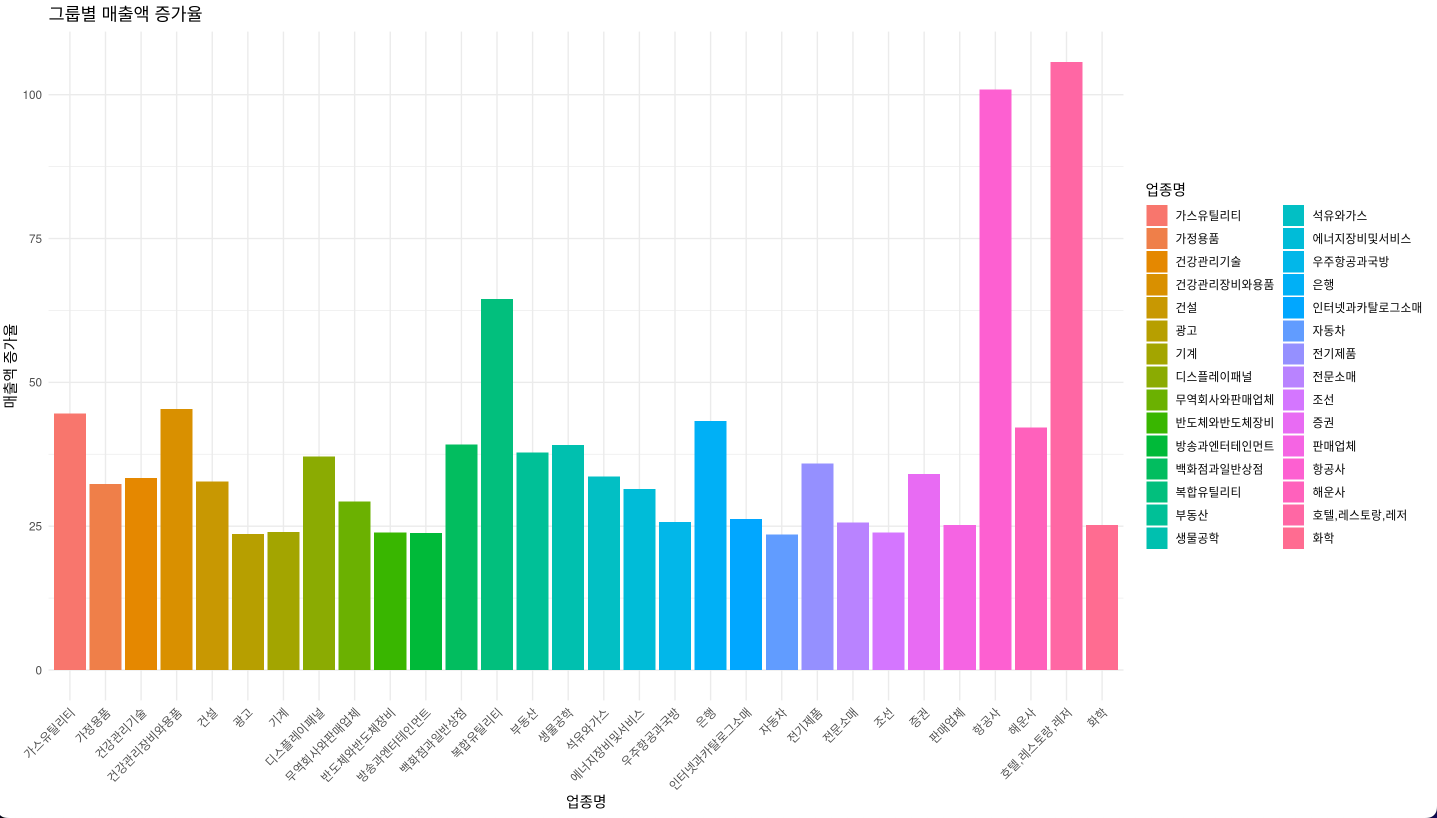 그룹별 매출액 증가율
매출액 증가율
100
75
50
25
0
가스유틸리티
가정용품
건강관리기술
건강관리장비와용품
건설
광고
기계
디스플레이패널
무역회사와판매업체
반도체와반도체장비
방송과엔터테인먼트
백화점과일반상점
복합유틸리티
부동산
생물공학
석유와가스
에너지장비및서비스
우주항공과국방
은행
인터넷과카탈로그소매
자동차
전기제품
전문소매
조선
증권
판매업체
항공사
해운사
호텔,레스토랑,레저
화학
업종명
업종명
가스유틸리티
가정용품
건강관리기술
건강관리장비와용품
건설
광고
기계
디스플레이패널
무역회사와판매업체
반도체와반도체장비
방송과엔터테인먼트
백화점과일반상점
복합유틸리티
부동산
생물공학
석유와가스
에너지장비및서비스
우주항공과국방
은행
인터넷과카탈로그소매
자동차
전기제품
전문소매
조선
증권
판매업체
항공사
해운사
호텔,레스토랑,레저
화학